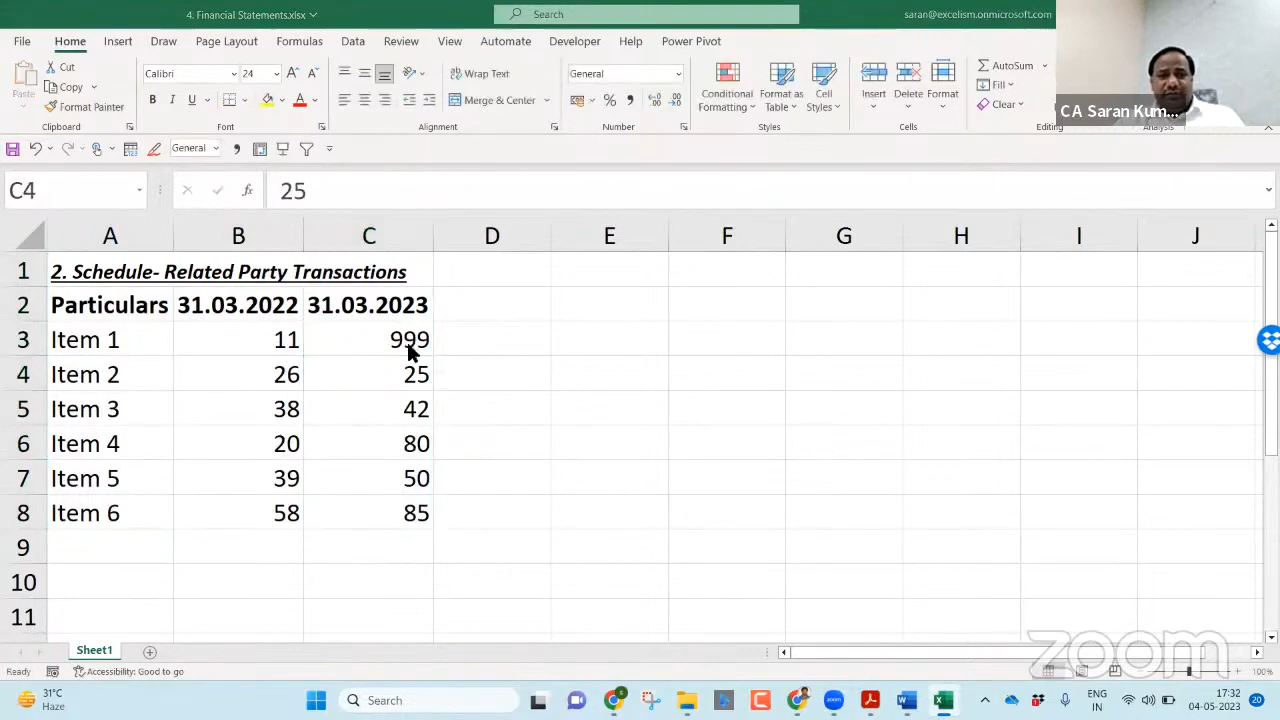 4. Financial Statements.xlsx
Search
saran@excelism.onmicrosoft.com
CA Saran Kum...
File Home Insert Draw Page Layout Formulas Data Review View Automate Developer Help Power Pivot
Paste
Cut
Copy
Format Painter
Clipboard
Calibri 24
B I U
Font
Wrap Text
Merge & Center
Alignment
General
Number
Conditional Formatting
Format as Table
Cell Styles
Styles
Insert
Delete
Format
Cells
AutoSum
Fill
Clear
Editing
Analysis
General
C4
fx
25
A B C D E F G H I J
1 2. Schedule- Related Party Transactions
2 Particulars 31.03.2022 31.03.2023
3 Item 1 11 999
4 Item 2 26 25
5 Item 3 38 42
6 Item 4 20 80
7 Item 5 39 50
8 Item 6 58 85
9
10
11
Sheet1
zoom
Ready
Accessibility: Good to go
100%
31°C
Haze
Search
ENG
IN
17:32
04-05-2023
20